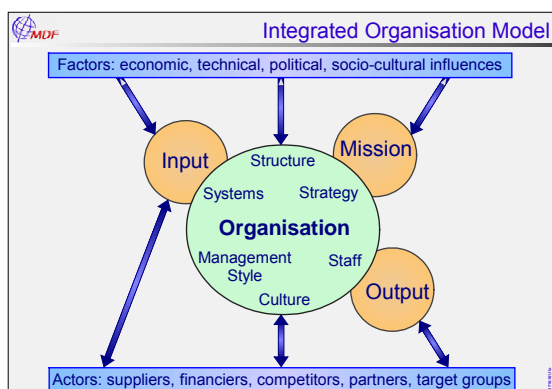 MDF
Integrated Organisation Model
Factors: economic, technical, political, socio-cultural influences
Input
Mission
Structure
Systems
Strategy
Organisation
Management
Style
Staff
Culture
Output
Actors: suppliers, financiers, competitors, partners, target groups